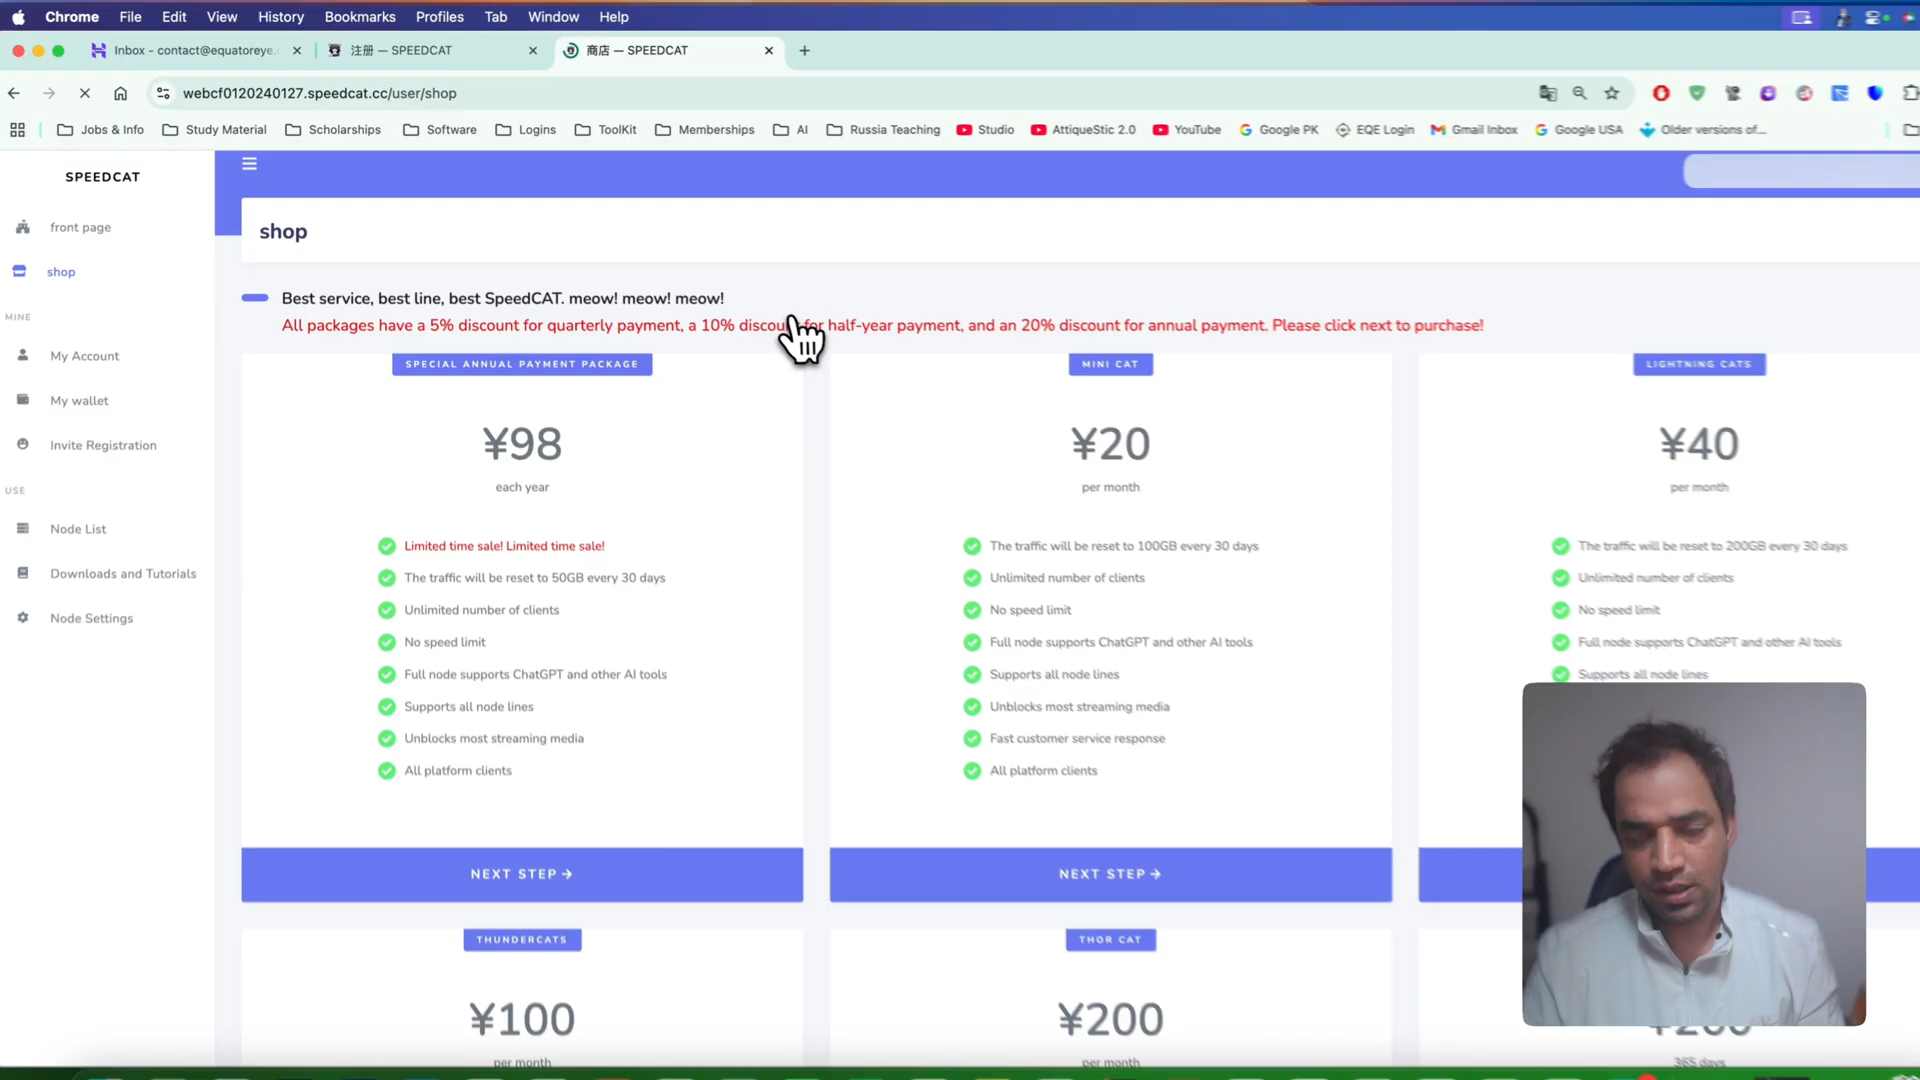 Chrome File Edit View History Bookmarks Profiles Tab Window Help
Inbox - contact@equatoreye. 注册 — SPEEDCAT 商店 — SPEEDCAT
webcf0120240127.speedcat.cc/user/shop
Jobs & Info Study Material Scholarships Software Logins ToolKit Memberships AI Russia Teaching Studio AttiqueStic 2.0 YouTube Google PK EQE Login Gmail Inbox Google USA Older versions of...
SPEEDCAT
front page
shop
MINE
My Account
My wallet
Invite Registration
USE
Node List
Downloads and Tutorials
Node Settings
shop
Best service, best line, best SpeedCAT. meow! meow! meow!
All packages have a 5% discount for quarterly payment, a 10% discount for half-year payment, and an 20% discount for annual payment. Please click next to purchase!
SPECIAL ANNUAL PAYMENT PACKAGE
¥98
each year
Limited time sale! Limited time sale!
The traffic will be reset to 50GB every 30 days
Unlimited number of clients
No speed limit
Full node supports ChatGPT and other AI tools
Supports all node lines
Unblocks most streaming media
All platform clients
NEXT STEP→
MINI CAT
¥20
per month
The traffic will be reset to 100GB every 30 days
Unlimited number of clients
No speed limit
Full node supports ChatGPT and other AI tools
Supports all node lines
Unblocks most streaming media
Fast customer service response
All platform clients
NEXT STEP→
LIGHTNING CATS
¥40
per month
The traffic will be reset to 200GB every 30 days
Unlimited number of clients
No speed limit
Full node supports ChatGPT and other AI tools
Supports all node lines
THUNDERCATS
¥100
per month
THOR CAT
¥200
per month
365 days